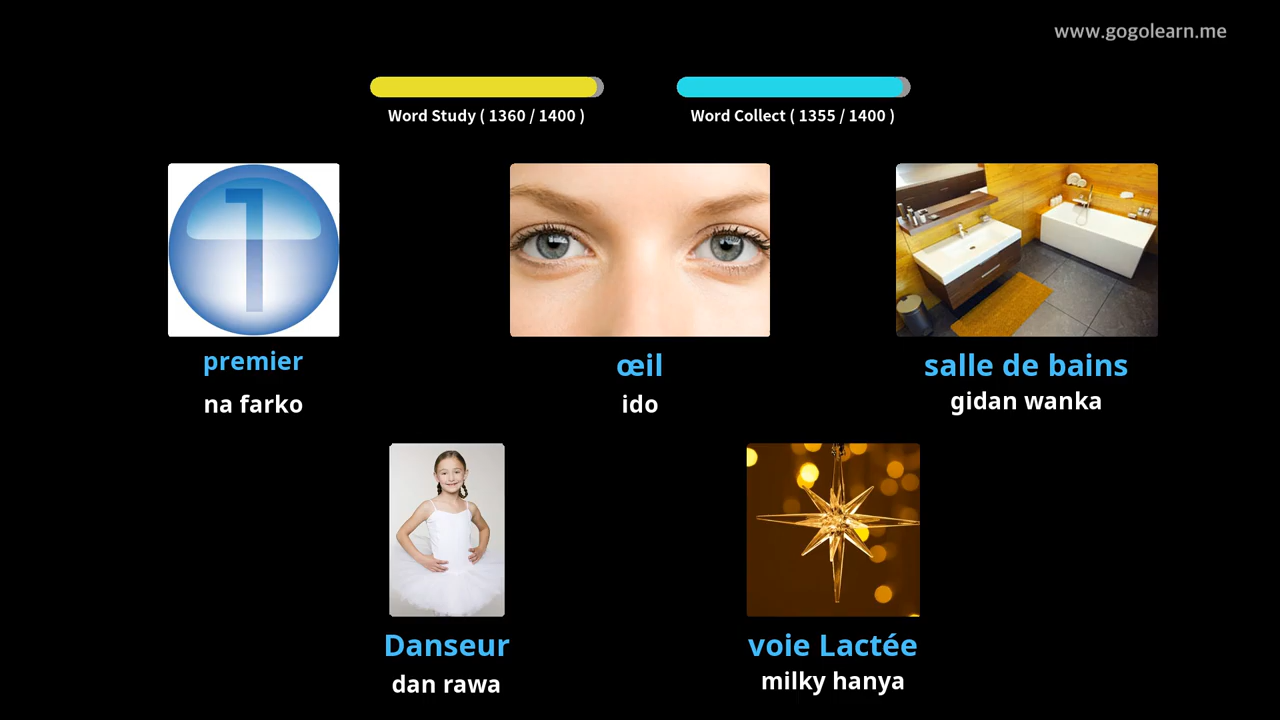 www.gogolearn.me
Word Study ( 1360 / 1400 )
Word Collect ( 1355 / 1400 )
1
premier
na farko
œil
ido
salle de bains
gidan wanka
Danseur
dan rawa
voie Lactée
milky hanya